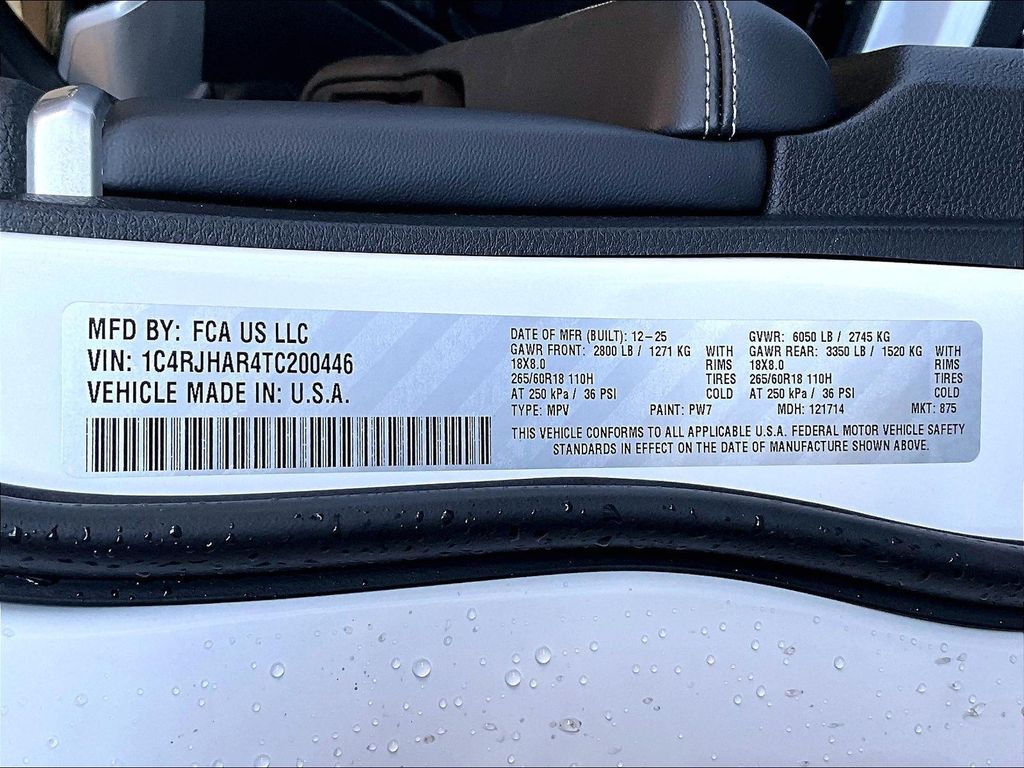 MFD BY: FCA US LLC
VIN: 1C4RJHAR4TC200446
VEHICLE MADE IN: U.S.A.
DATE OF MFR (BUILT): 12-25 GVWR: 6050 LB / 2745 KG
GAWR FRONT: 2800 LB / 1271 KG WITH GAWR REAR: 3350 LB / 1520 KG WITH
18X8.0 RIMS 18X8.0 RIMS
265/60R18 110H TIRES 265/60R18 110H TIRES
AT 250 kPa / 36 PSI COLD AT 250 kPa / 36 PSI COLD
TYPE: MPV PAINT: PW7 MDH: 121714 MKT: 875
THIS VEHICLE CONFORMS TO ALL APPLICABLE U.S.A. FEDERAL MOTOR VEHICLE SAFETY
STANDARDS IN EFFECT ON THE DATE OF MANUFACTURE SHOWN ABOVE.